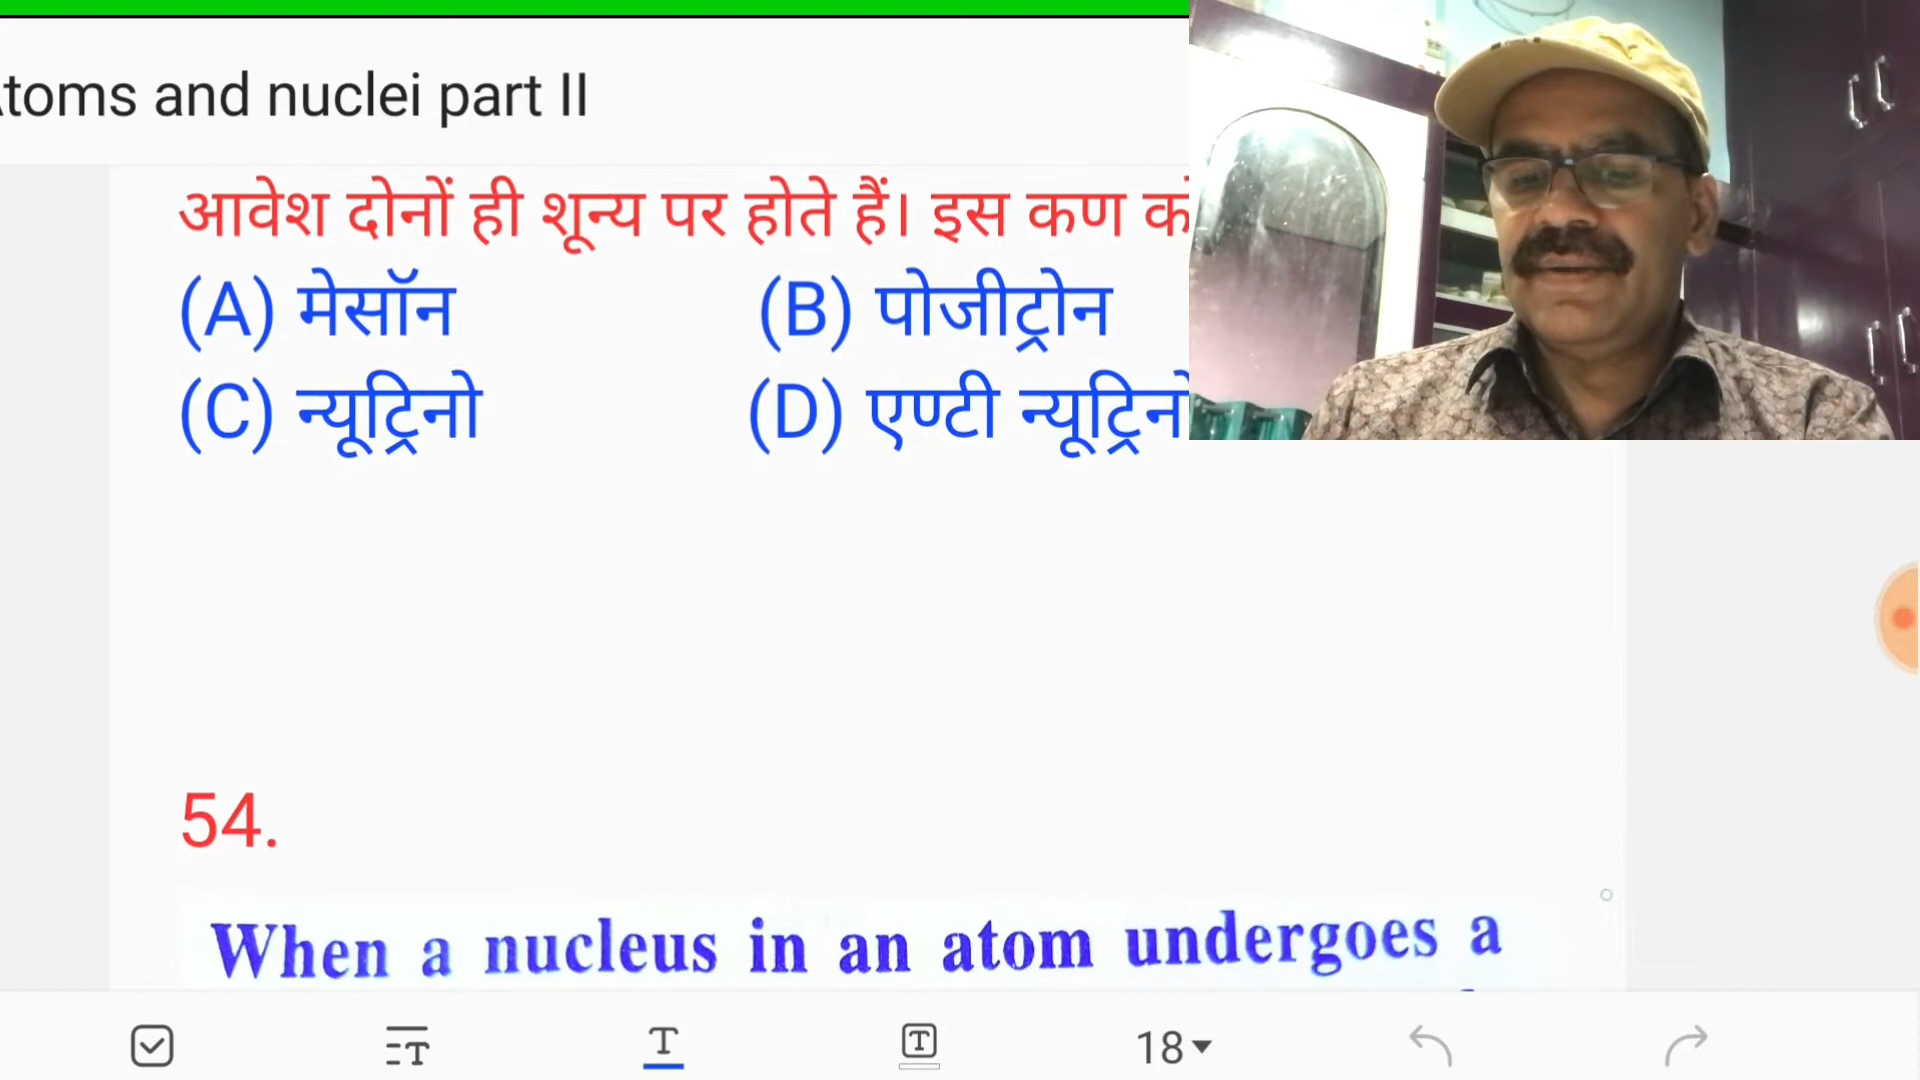 toms and nuclei part II
आवेश दोनों ही शून्य पर होते हैं। इस कण
(A) मेसॉन (B) पोजीट्रोन
(C) न्यूट्रिनो (D) एण्टी
54.
When a nucleus in an atom undergoes a
18